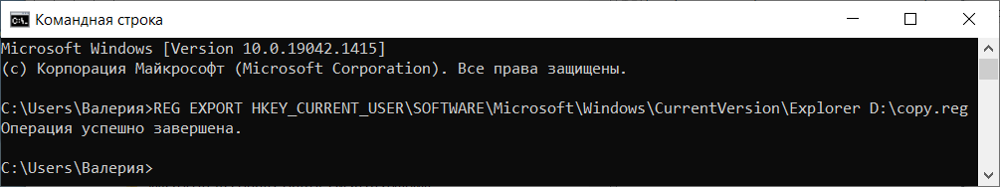 Командная строка
Microsoft Windows [Version 10.0.19042.1415]
(c) Корпорация Майкрософт (Microsoft Corporation). Все права защищены.
C:\Users\Валерия>REG EXPORT HKEY_CURRENT_USER\SOFTWARE\Microsoft\Windows\CurrentVersion\Explorer D:\copy.reg
Операция успешно завершена.
C:\Users\Валерия>